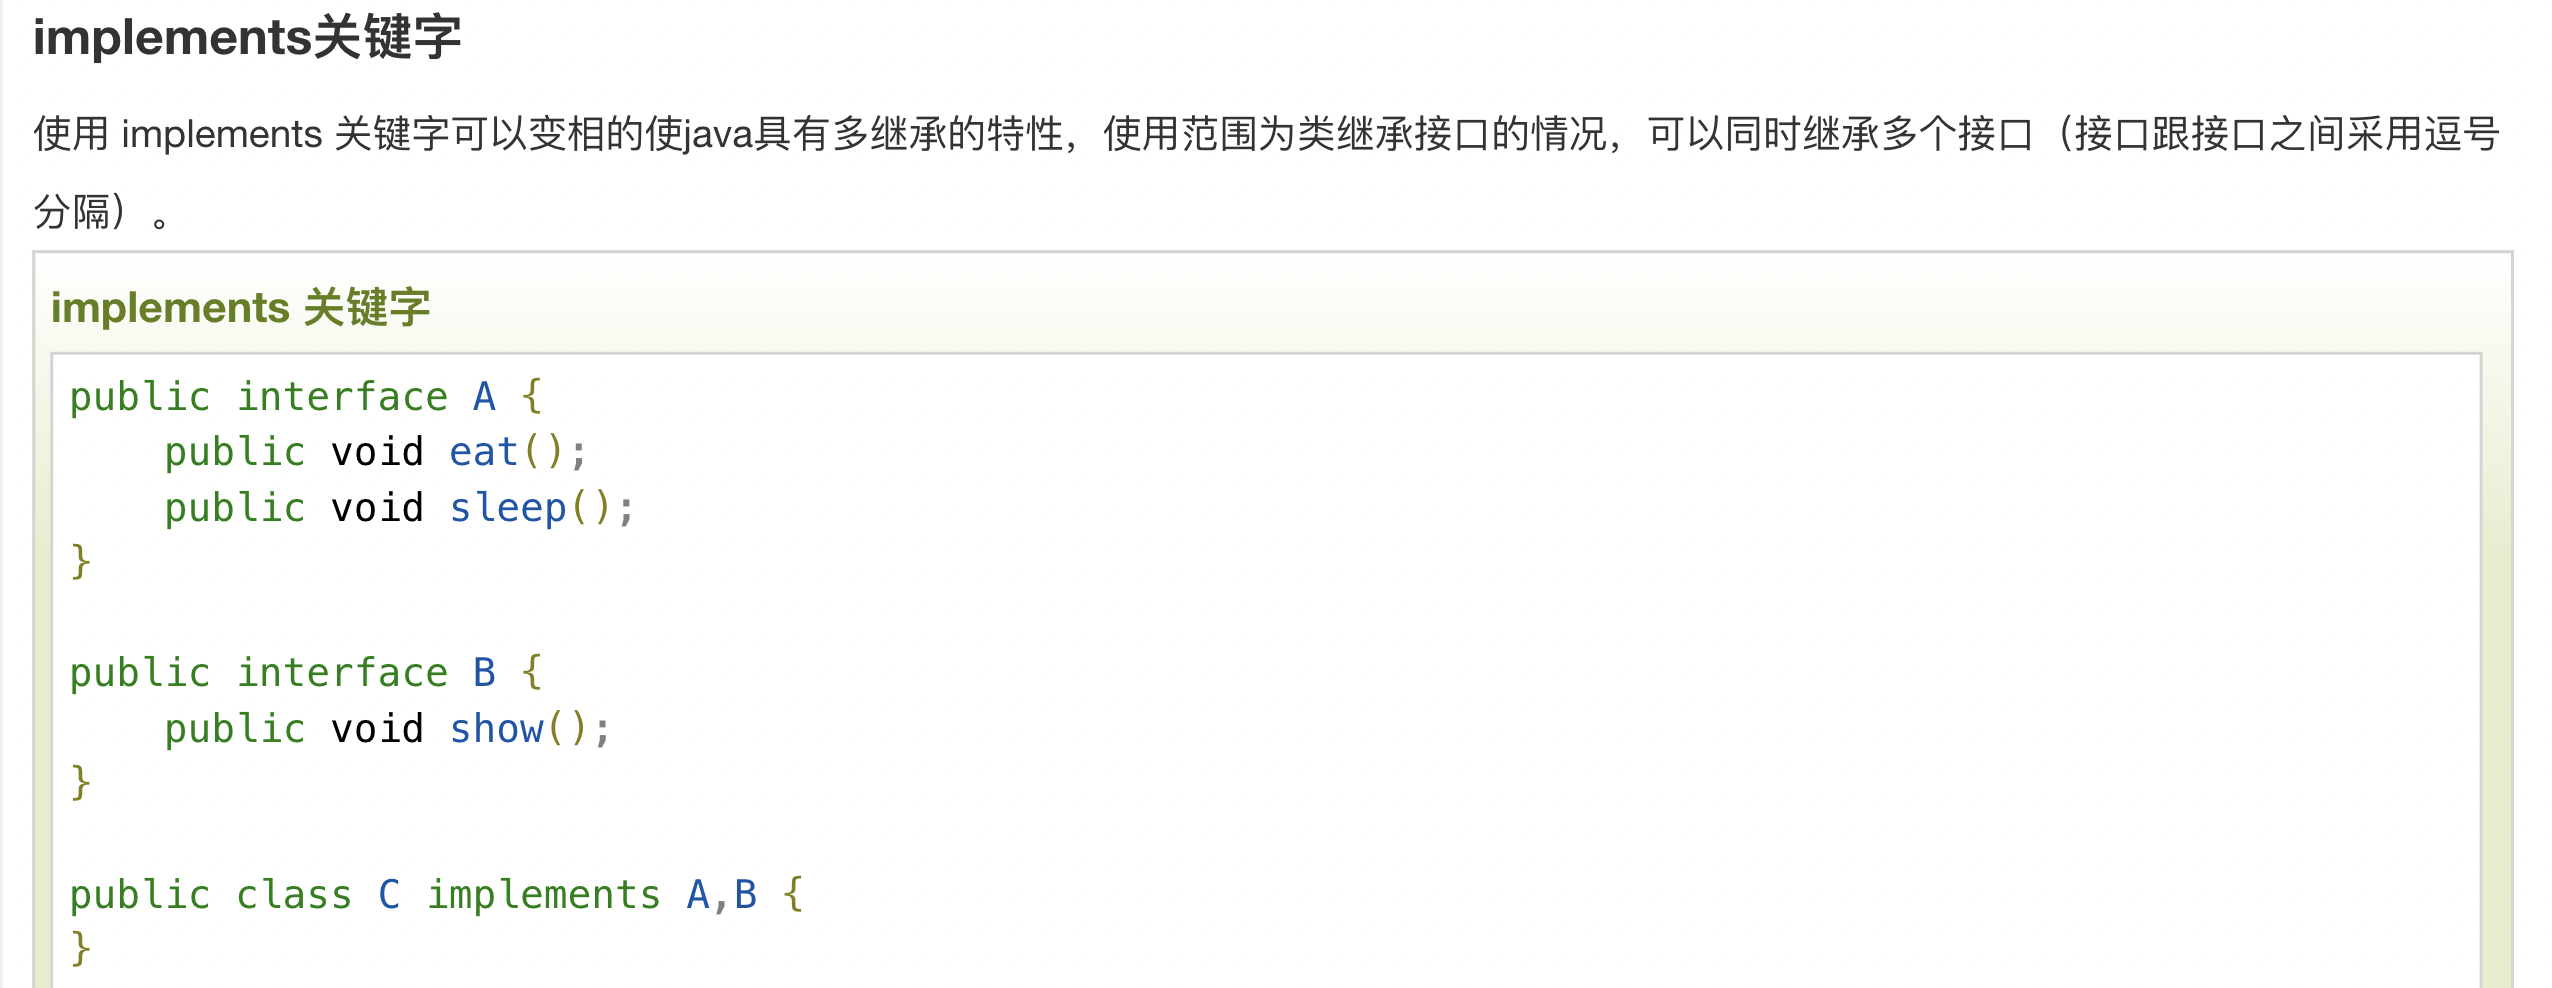 implements关键字
使用 implements 关键字可以变相的使java具有多继承的特性，使用范围为类继承接口的情况，可以同时继承多个接口（接口跟接口之间采用逗号
分隔）。
implements 关键字
public interface A {
    public void eat();
    public void sleep();
}

public interface B {
    public void show();
}

public class C implements A,B {
}